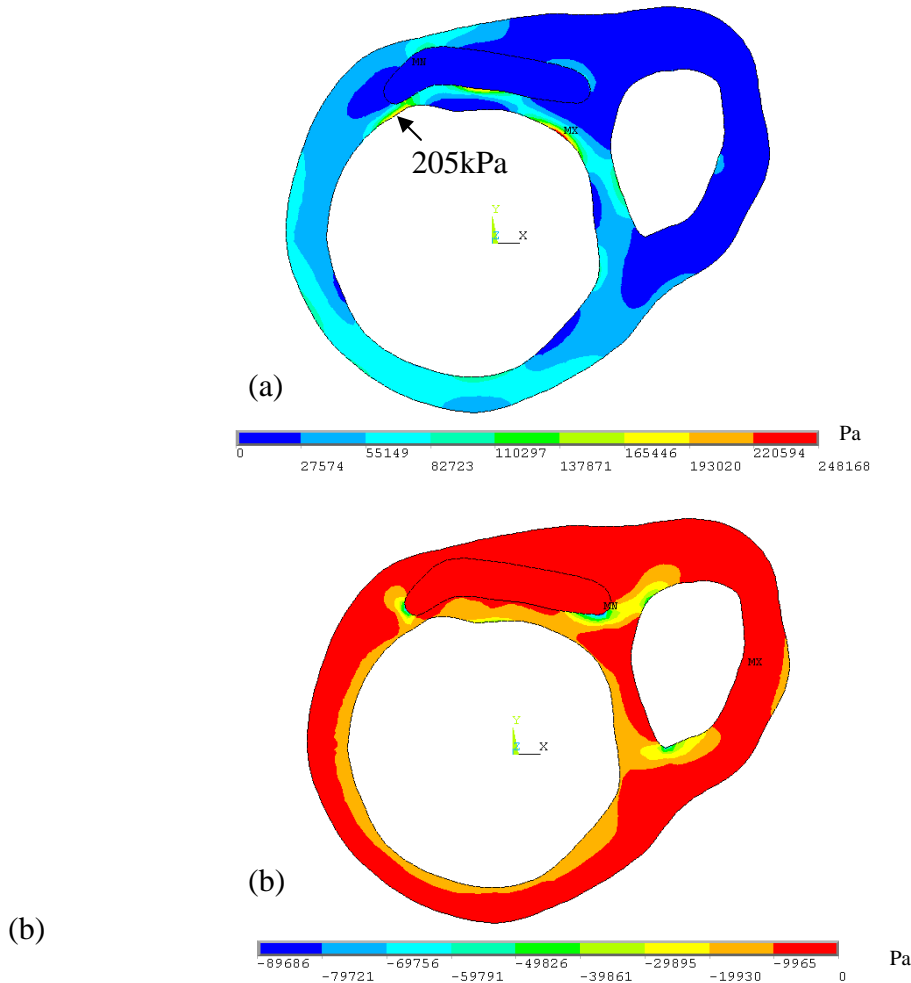 MN
MX
205kPa
Y
Z X
(a)
Pa
0 55149 110297 165446 220594
27574 82723 137871 193020 248168
MN
MX
Y
Z X
(b)
(b)
Pa
-89686 -69756 -49826 -29895 -9965
-79721 -59791 -39861 -19930 0